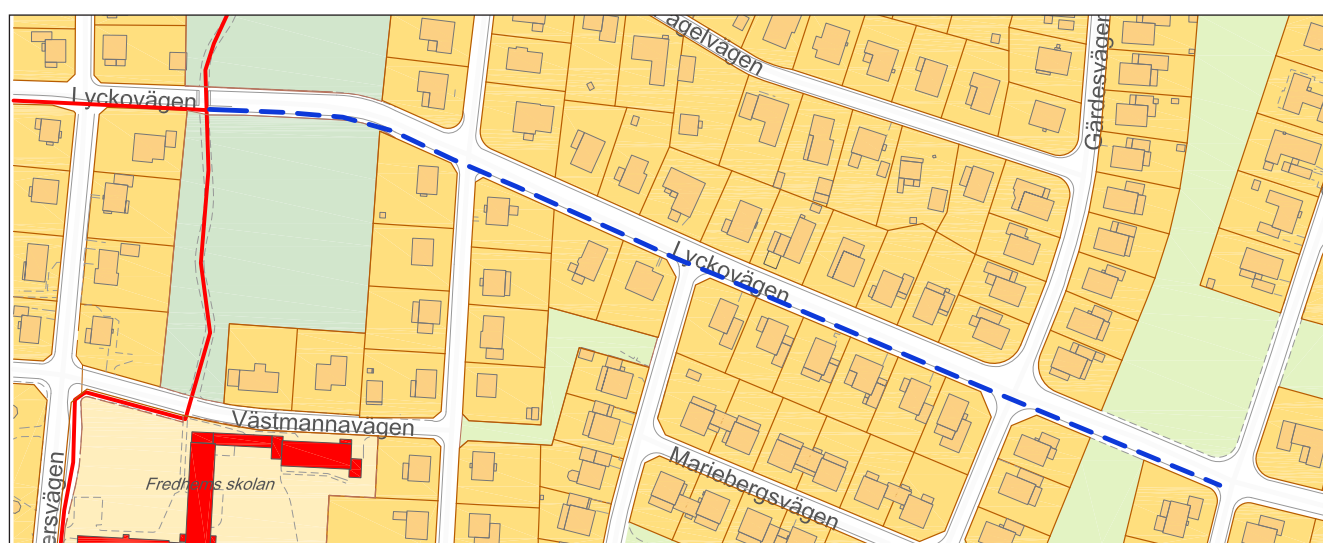 Lyckovägen
Gärdesvägen
Lyckovägen
Västmannavägen
Mariebergsvägen
Fredhems skolan